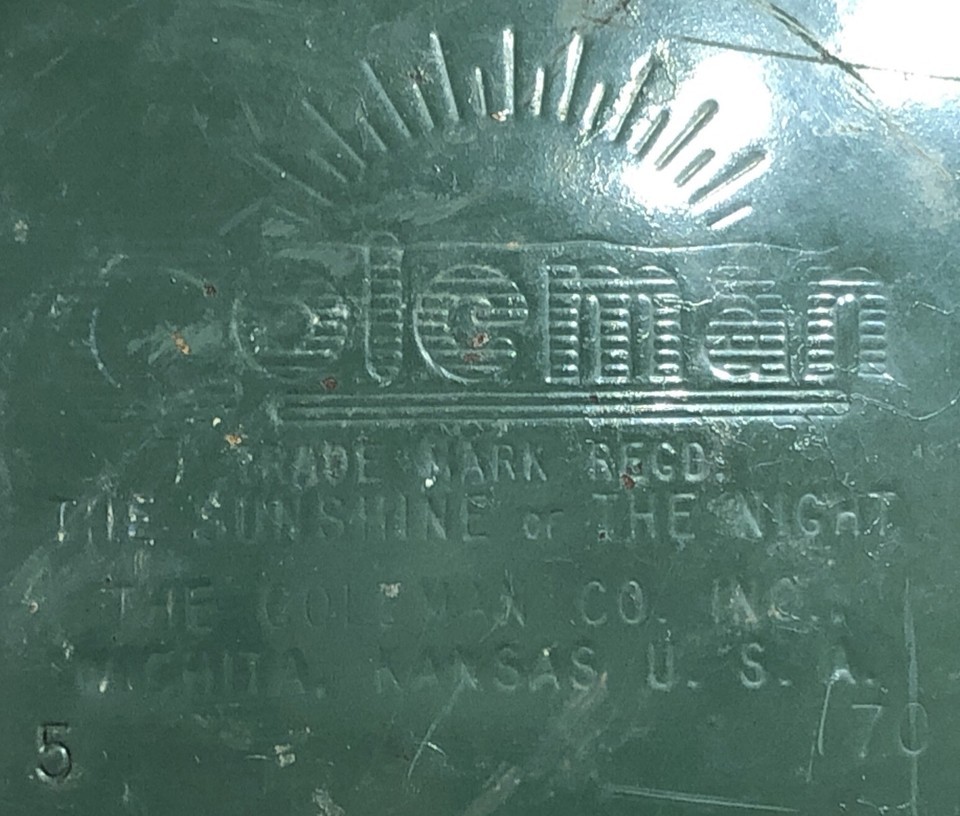 Coleman
TRADE MARK REGD.
THE SUNSHINE OF THE NIGHT
THE COLEMAN CO. INC.,
WICHITA, KANSAS, U. S. A.
5 70